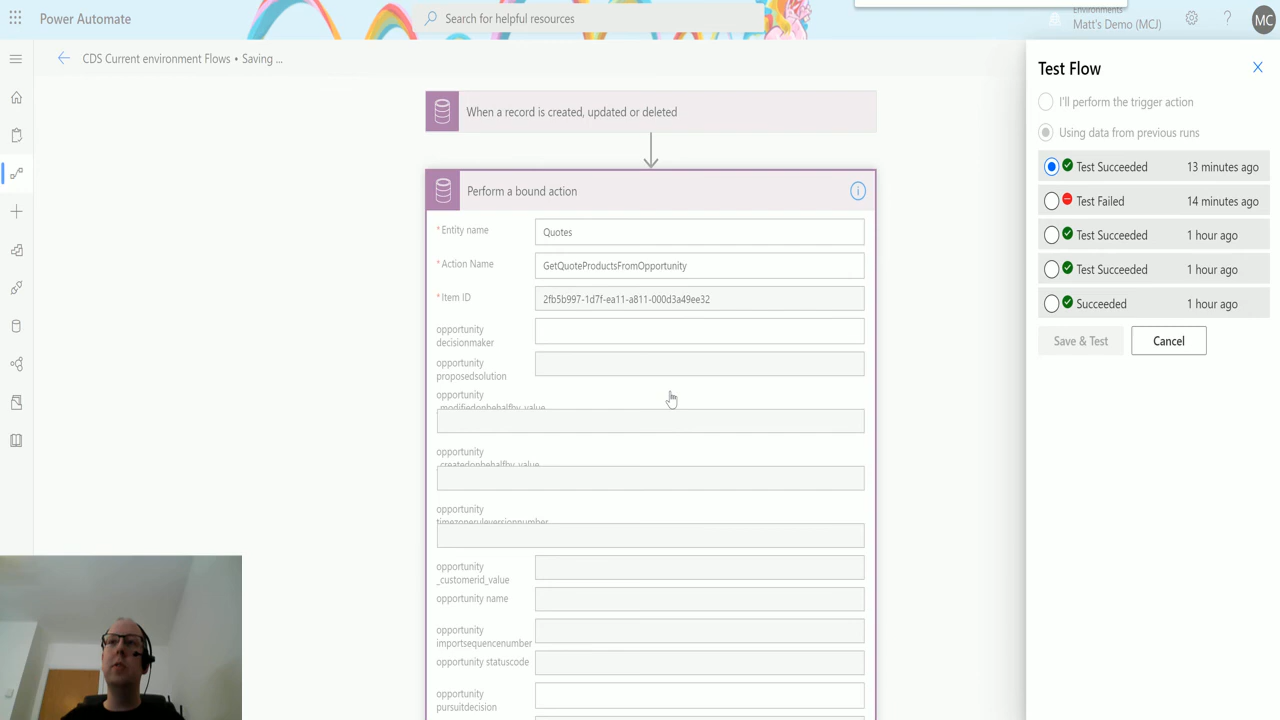 Power Automate
Search for helpful resources
Environments
Matt's Demo (MCJ)
MC
CDS Current environment Flows • Saving ...
Test Flow
I'll perform the trigger action
Using data from previous runs
Test Succeeded 13 minutes ago
Test Failed 14 minutes ago
Test Succeeded 1 hour ago
Test Succeeded 1 hour ago
Succeeded 1 hour ago
Save & Test Cancel
When a record is created, updated or deleted
Perform a bound action
*Entity name Quotes
*Action Name GetQuoteProductsFromOpportunity
*Item ID 2fb5b997-1d7f-ea11-a811-000d3a49ee32
opportunity
decisionmaker
opportunity
proposedsolution
opportunity
_modifiedonbehalfby_value
opportunity
_createdonbehalfby_value
opportunity
timezoneruleversionnumber
opportunity
_customerid_value
opportunity name
opportunity
importsequencenumber
opportunity statuscode
opportunity
pursuitdecision